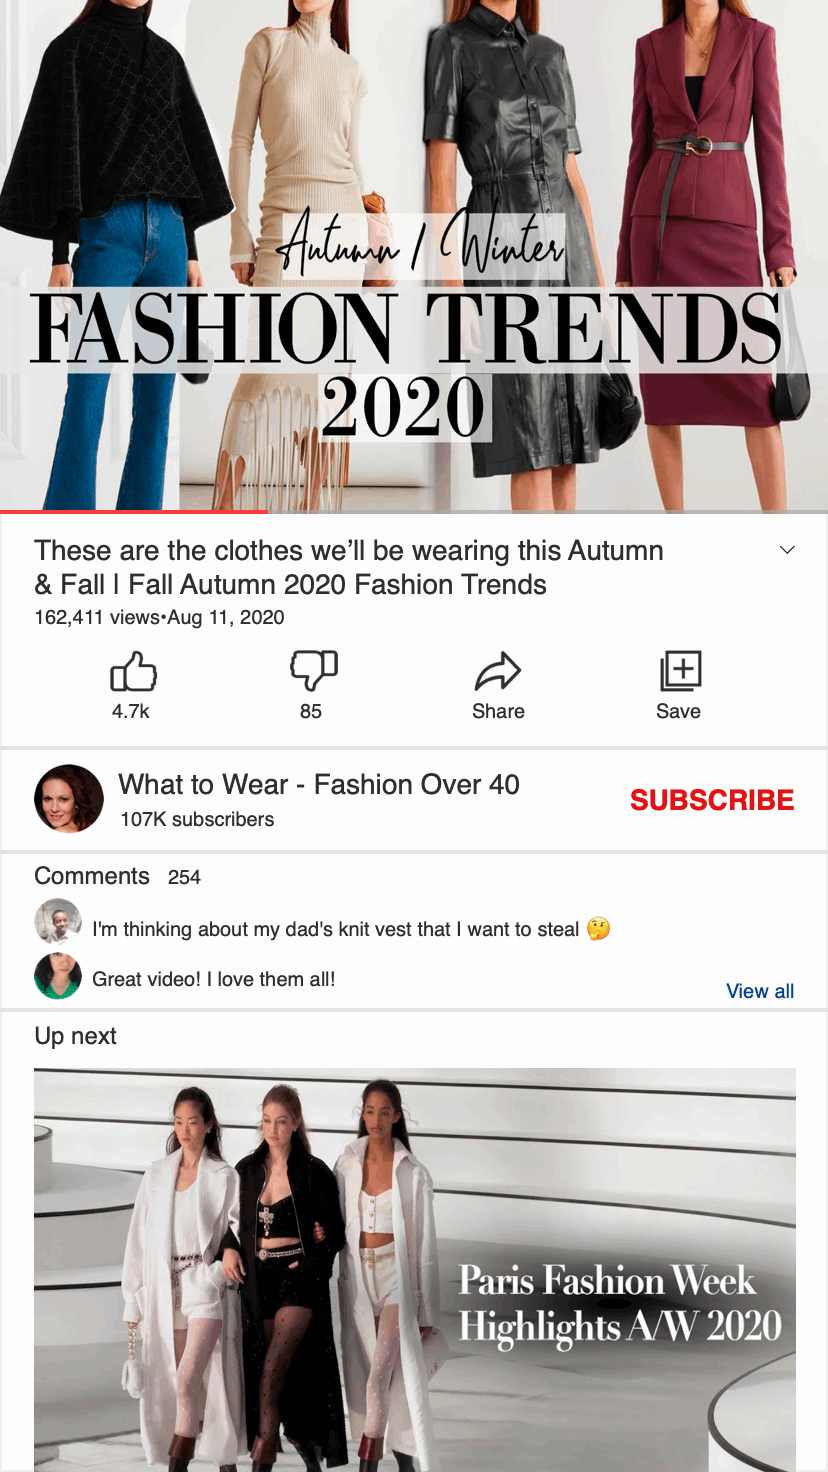 Autumn / Winter
FASHION TRENDS
2020
These are the clothes we’ll be wearing this Autumn
& Fall | Fall Autumn 2020 Fashion Trends
162,411 views•Aug 11, 2020
4.7k
85
Share
Save
What to Wear - Fashion Over 40
107K subscribers
SUBSCRIBE
Comments 254
I'm thinking about my dad's knit vest that I want to steal 🤔
Great video! I love them all!
View all
Up next
Paris Fashion Week
Highlights A/W 2020